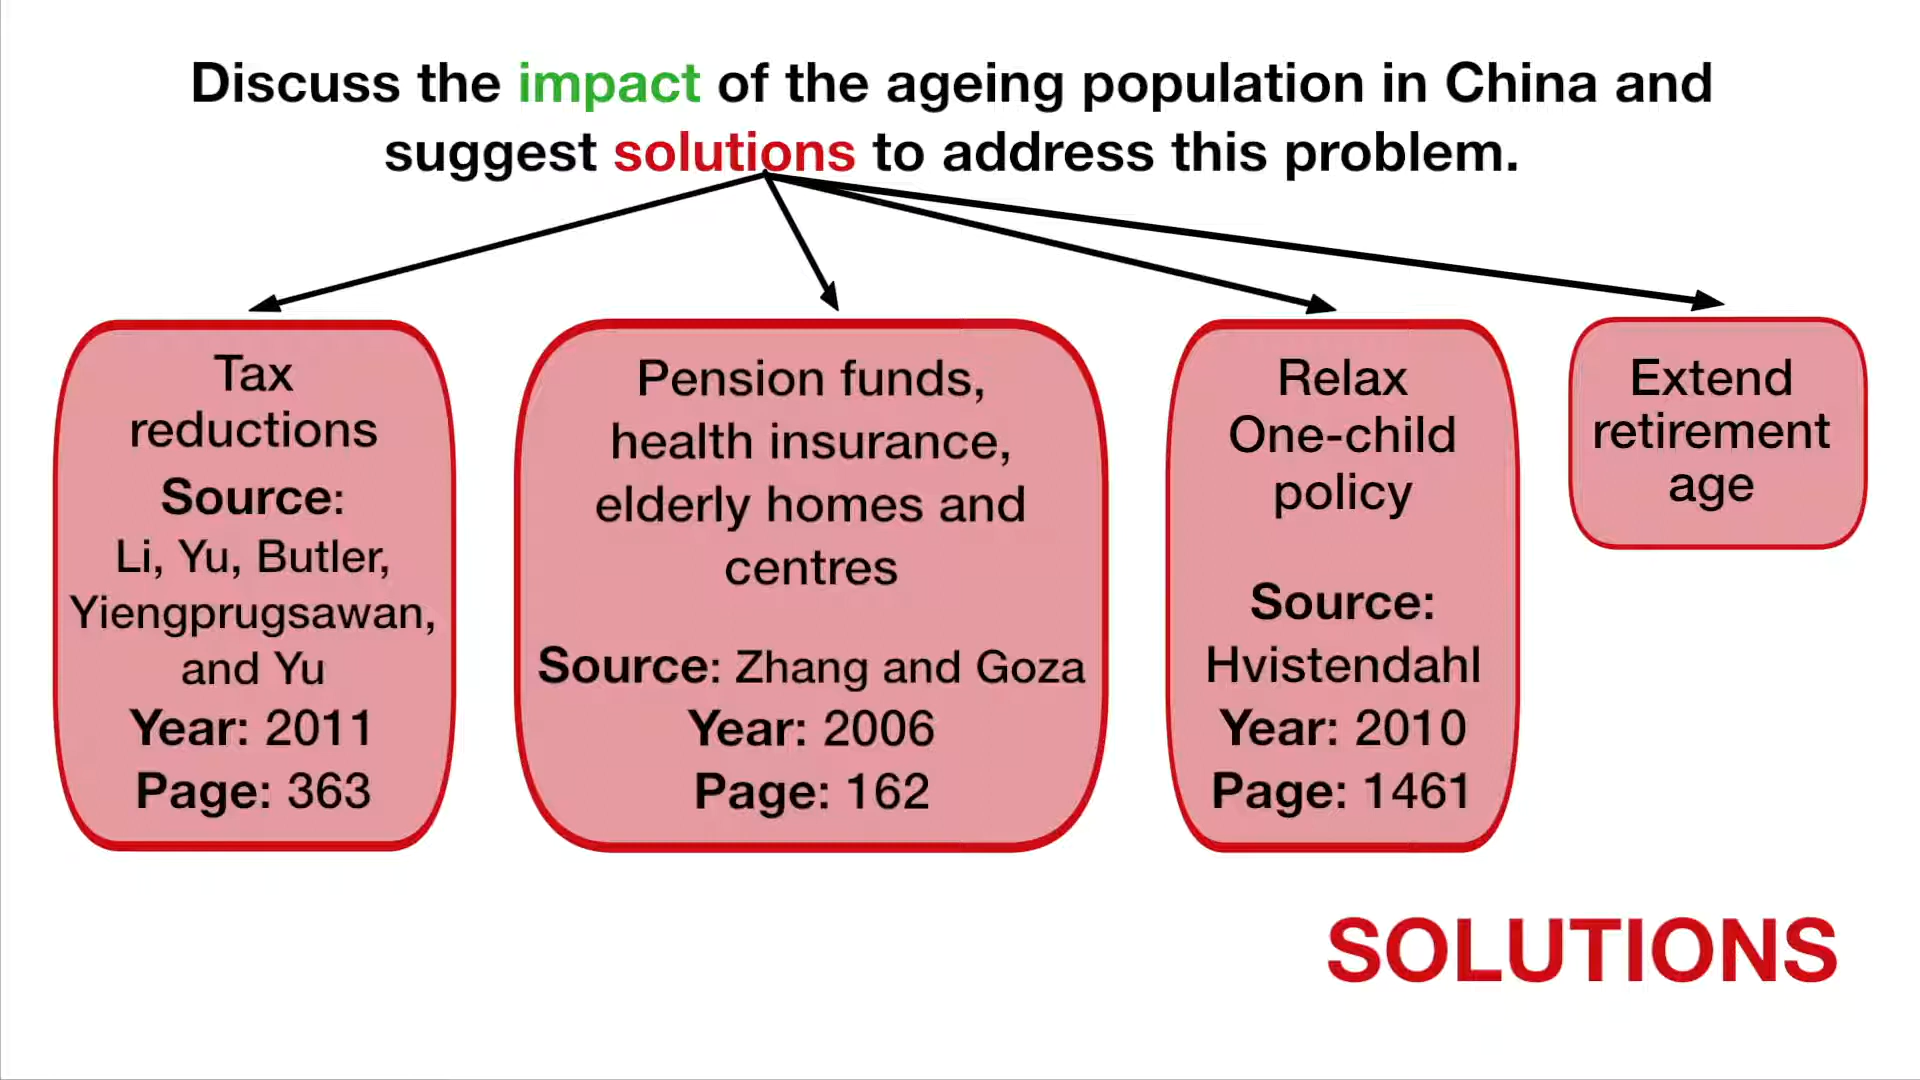 Discuss the impact of the ageing population in China and
suggest solutions to address this problem.
Tax
reductions
Source:
Li, Yu, Butler,
Yiengprugsawan,
and Yu
Year: 2011
Page: 363
Pension funds,
health insurance,
elderly homes and
centres
Source: Zhang and Goza
Year: 2006
Page: 162
Relax
One-child
policy
Source:
Hvistendahl
Year: 2010
Page: 1461
Extend
retirement
age
SOLUTIONS